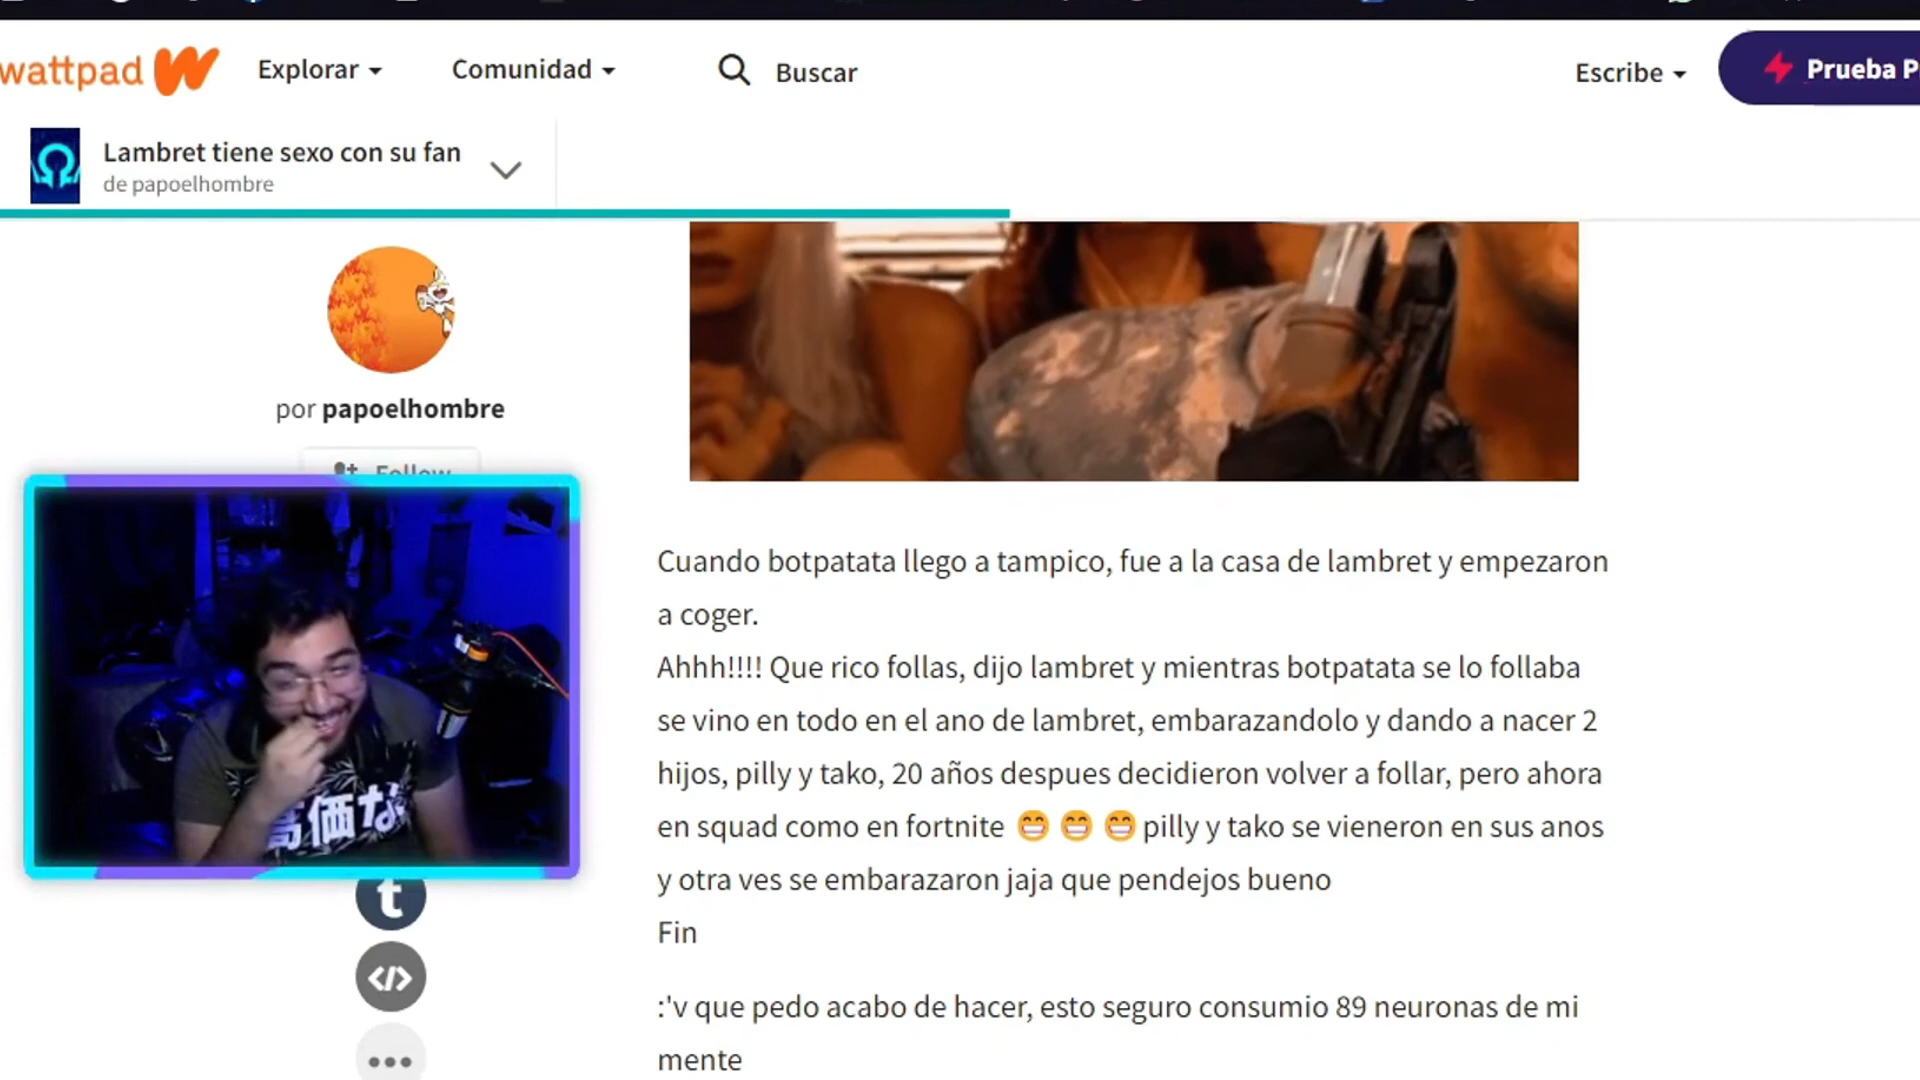 wattpad
Explorar
Comunidad
Buscar
Escribe
Prueba P
Lambret tiene sexo con su fan
de papoelhombre
por papoelhombre
Follow
Cuando botpatata llego a tampico, fue a la casa de lambret y empezaron
a coger.
Ahhh!!!! Que rico follas, dijo lambret y mientras botpatata se lo follaba
se vino en todo en el ano de lambret, embarazandolo y dando a nacer 2
hijos, pilly y tako, 20 años despues decidieron volver a follar, pero ahora
en squad como en fortnite 😁 😁 😁 pilly y tako se vieneron en sus anos
y otra ves se embarazaron jaja que pendejos bueno
Fin
:'v que pedo acabo de hacer, esto seguro consumio 89 neuronas de mi
mente
価な
t
</>